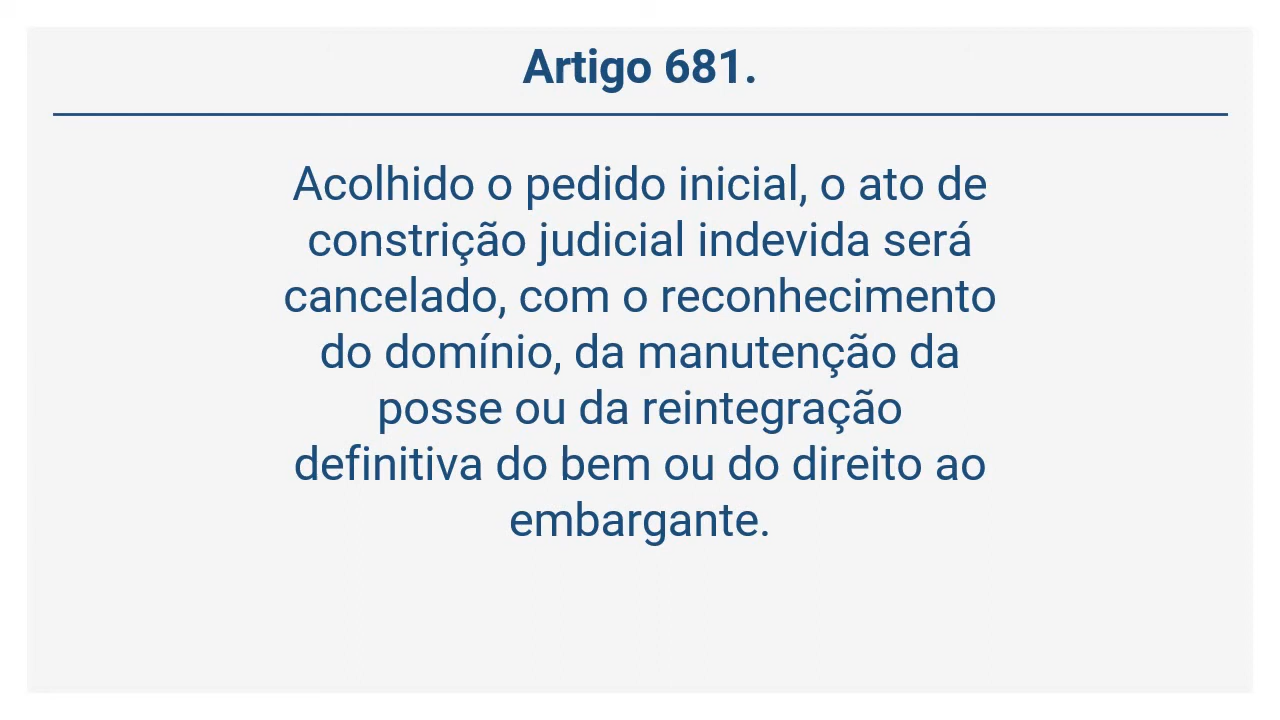 Artigo 681.
Acolhido o pedido inicial, o ato de
constrição judicial indevida será
cancelado, com o reconhecimento
do domínio, da manutenção da
posse ou da reintegração
definitiva do bem ou do direito ao
embargante.